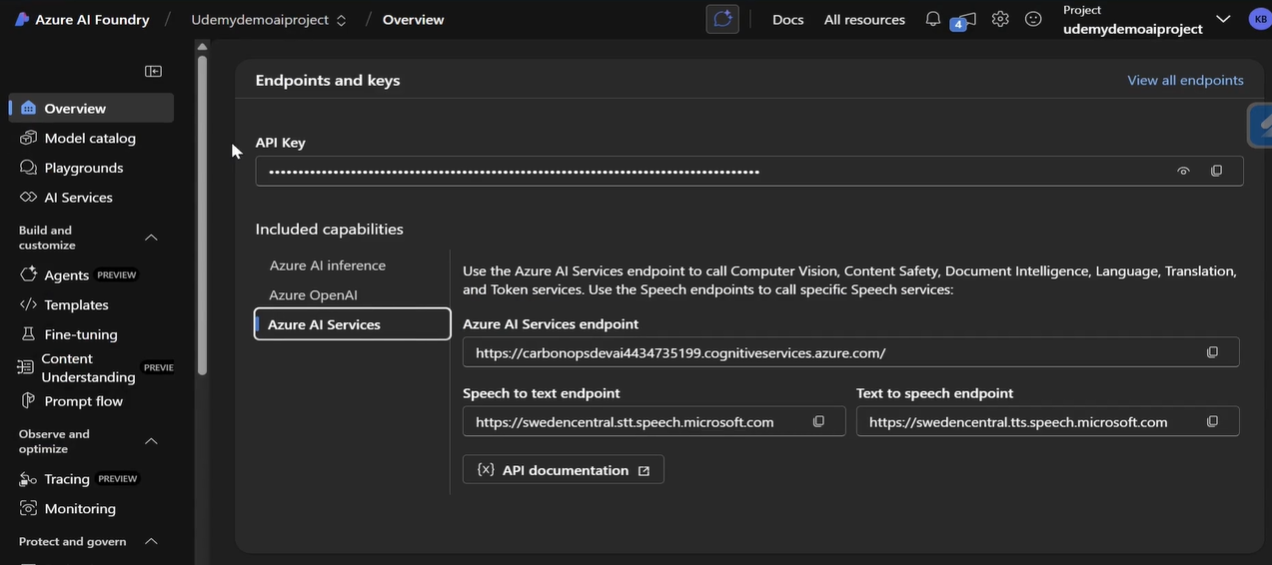 Azure AI Foundry / Udemydemoaiproject / Overview
Docs All resources 4 Project udemydemoaiproject KB
Overview
Model catalog
Playgrounds
AI Services
Build and
customize
Agents PREVIEW
Templates
Fine-tuning
Content
Understanding PREVIE
Prompt flow
Observe and
optimize
Tracing PREVIEW
Monitoring
Protect and govern
Endpoints and keys View all endpoints
API Key
Included capabilities
Azure AI inference
Azure OpenAI
Azure AI Services
Use the Azure AI Services endpoint to call Computer Vision, Content Safety, Document Intelligence, Language, Translation,
and Token services. Use the Speech endpoints to call specific Speech services:
Azure AI Services endpoint
https://carbonopsdevai4434735199.cognitiveservices.azure.com/
Speech to text endpoint
https://swedencentral.stt.speech.microsoft.com
Text to speech endpoint
https://swedencentral.tts.speech.microsoft.com
{x} API documentation